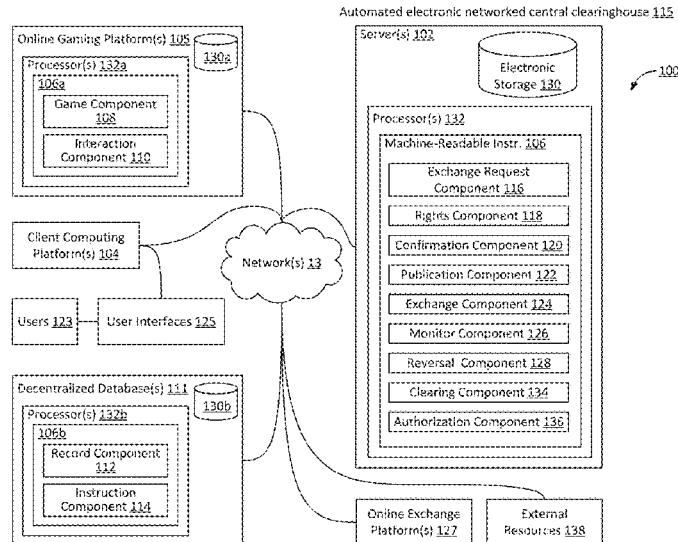 Automated electronic networked central clearinghouse 115
Online Gaming Platform(s) 105
130a
Processor(s) 132a
106a
Game Component
108
Interaction
Component 110
Server(s) 102
Electronic
Storage 130
100
Processor(s) 132
Machine-Readable Instr. 106
Exchange Request
Component 116
Rights Component 118
Confirmation Component 120
Publication Component 122
Exchange Component 124
Monitor Component 126
Reversal Component 128
Clearing Component 134
Authorization Component 136
Client Computing
Platform(s) 104
Network(s) 13
Users 123
User Interfaces 125
Decentralized Database(s) 111
130b
Processor(s) 132b
106b
Record Component
112
Instruction
Component 114
Online Exchange
Platform(s) 127
External
Resources 138